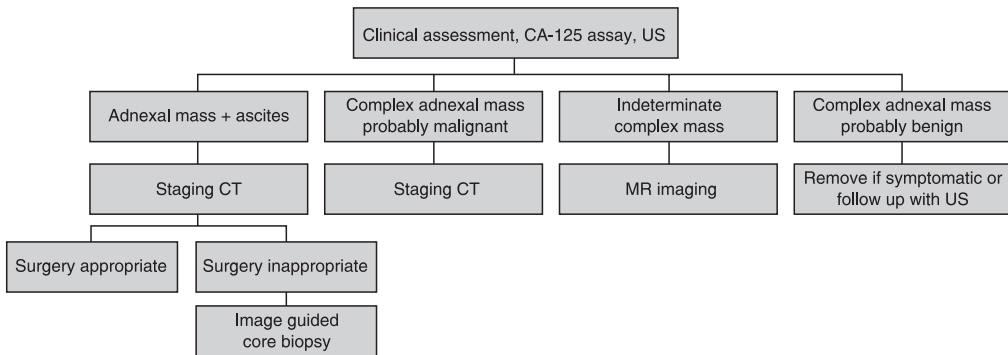 Clinical assessment, CA-125 assay, US
Adnexal mass + ascites
Complex adnexal mass
probably malignant
Indeterminate
complex mass
Complex adnexal mass
probably benign
Staging CT
Staging CT
MR imaging
Remove if symptomatic or
follow up with US
Surgery appropriate
Surgery inappropriate
Image guided
core biopsy